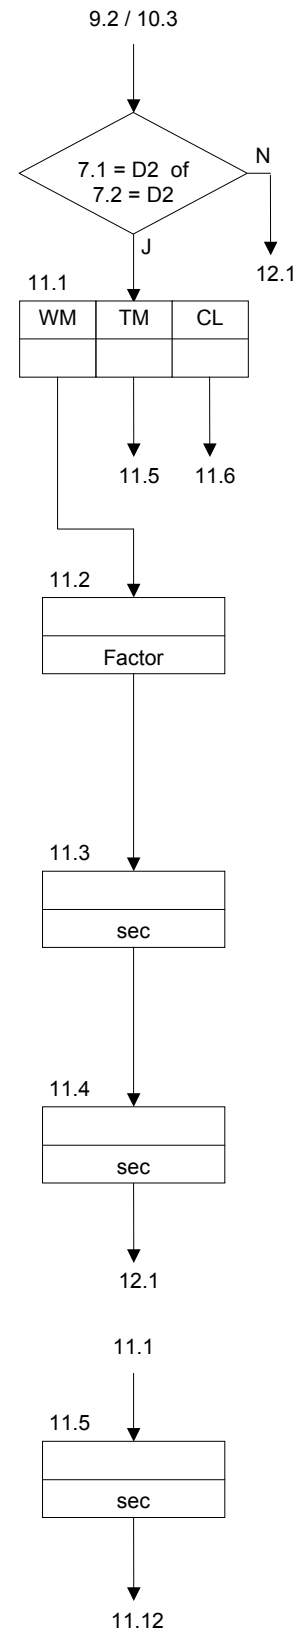 9.2 / 10.3
7.1 = D2 of
7.2 = D2
N
J
12.1
11.1
WM TM CL
11.5 11.6
11.2
Factor
11.3
sec
11.4
sec
12.1
11.1
11.5
sec
11.12